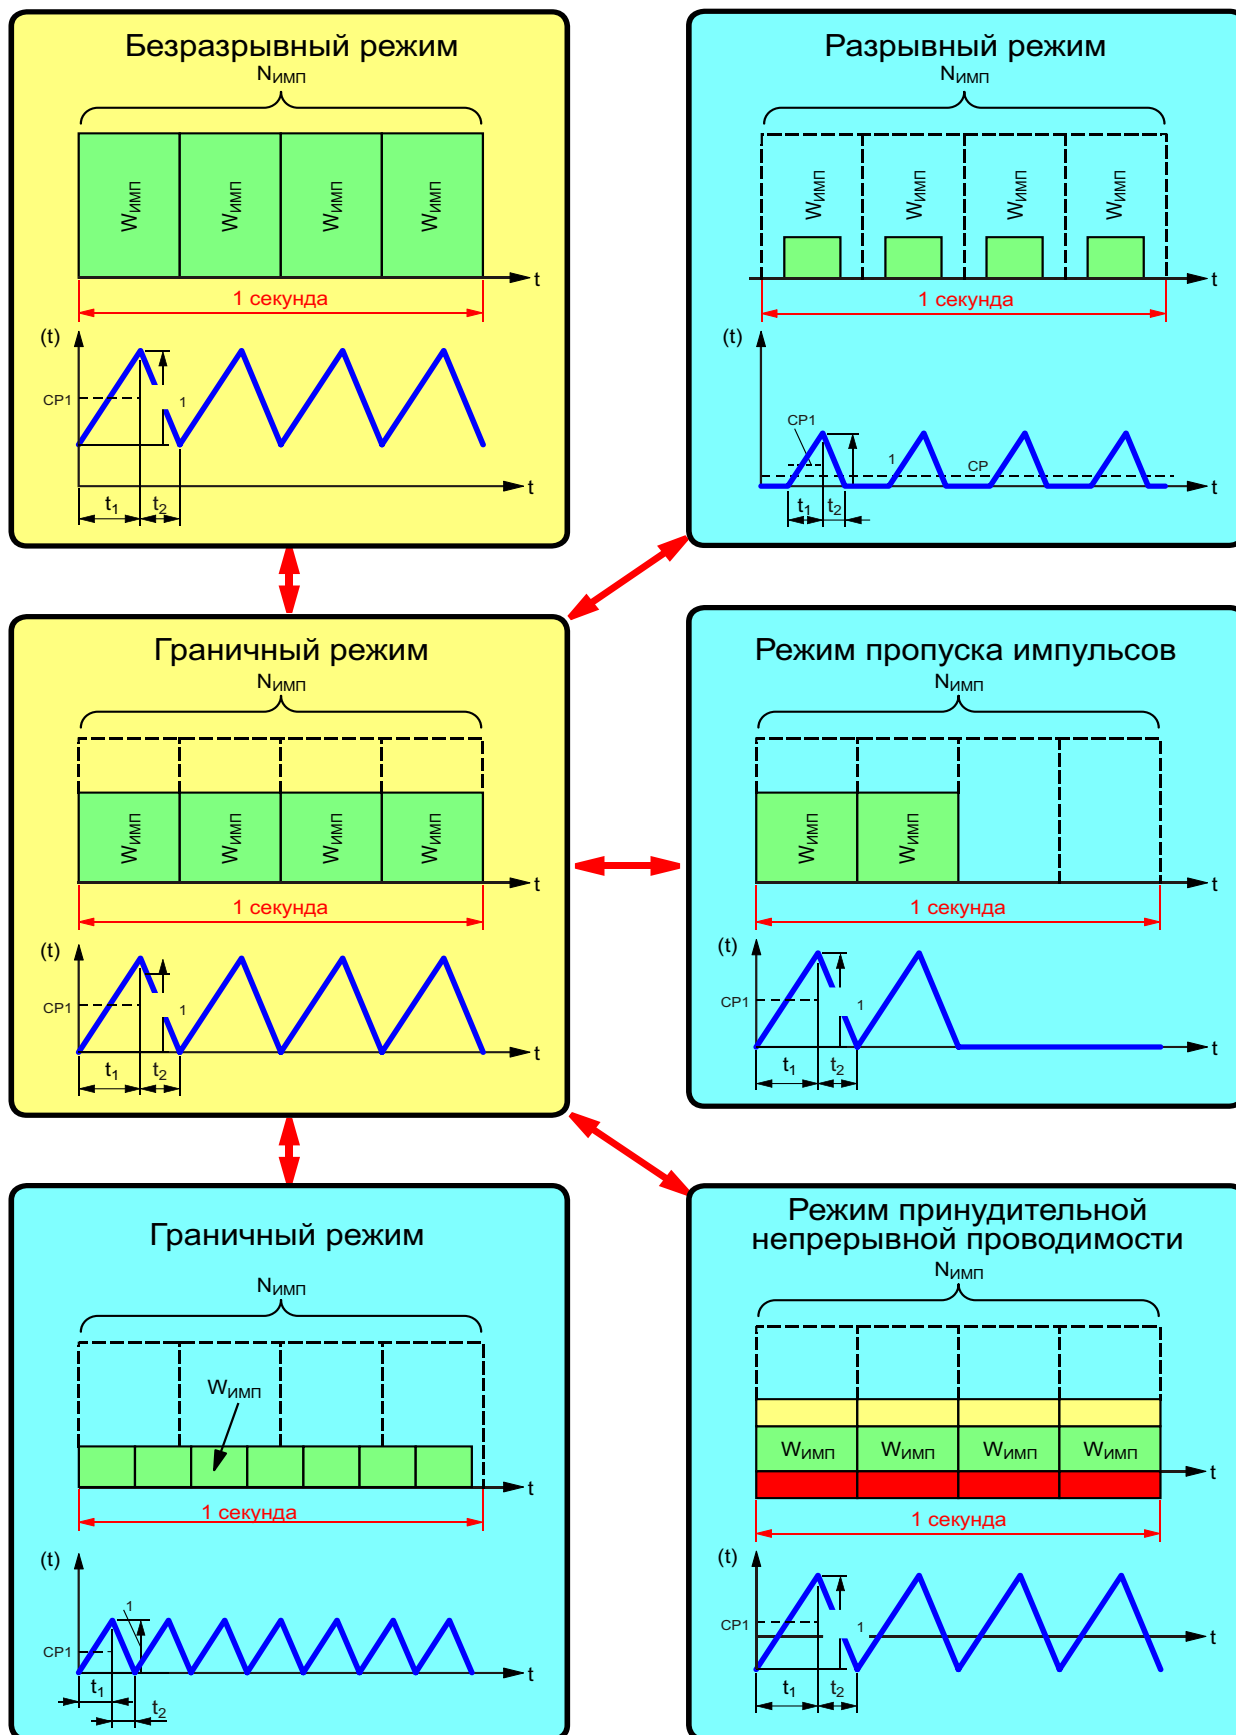 Безразрывный режим
NИМП
WИМП WИМП WИМП WИМП
t
1 секунда
(t)
СР1
1
t
t1 t2
Разрывный режим
NИМП
WИМП WИМП WИМП WИМП
t
1 секунда
(t)
СР1
1
СР
t
t1 t2
Граничный режим
NИМП
WИМП WИМП WИМП WИМП
t
1 секунда
(t)
СР1
1
t
t1 t2
Режим пропуска импульсов
NИМП
WИМП WИМП
t
1 секунда
(t)
СР1
1
t
t1 t2
Граничный режим
NИМП
WИМП
t
1 секунда
(t)
1
СР1
t
t1
t2
Режим принудительной
непрерывной проводимости
NИМП
WИМП WИМП WИМП WИМП
t
1 секунда
(t)
СР1
1
t
t1 t2